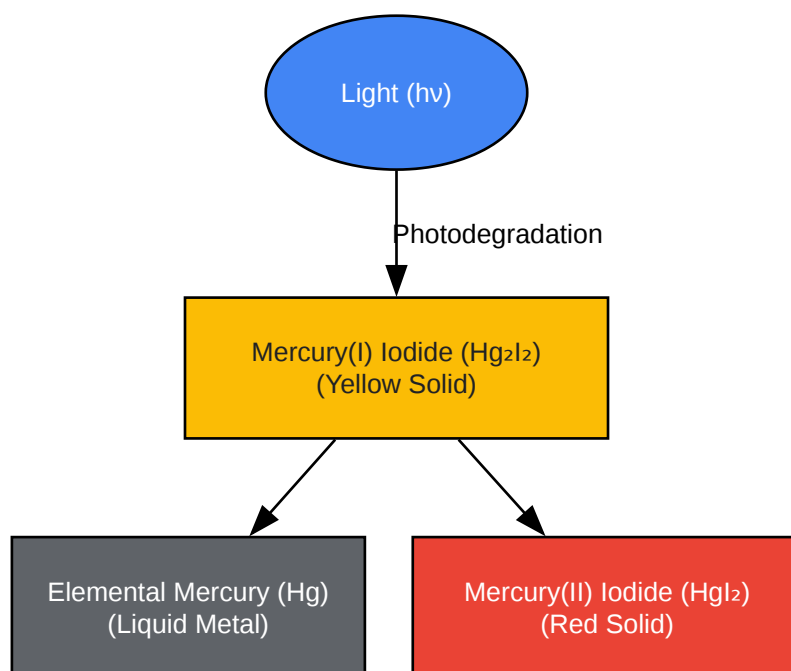 Light (hν)
Photodegradation
Mercury(I) Iodide (Hg₂I₂)
(Yellow Solid)
Elemental Mercury (Hg)
(Liquid Metal)
Mercury(II) Iodide (HgI₂)
(Red Solid)